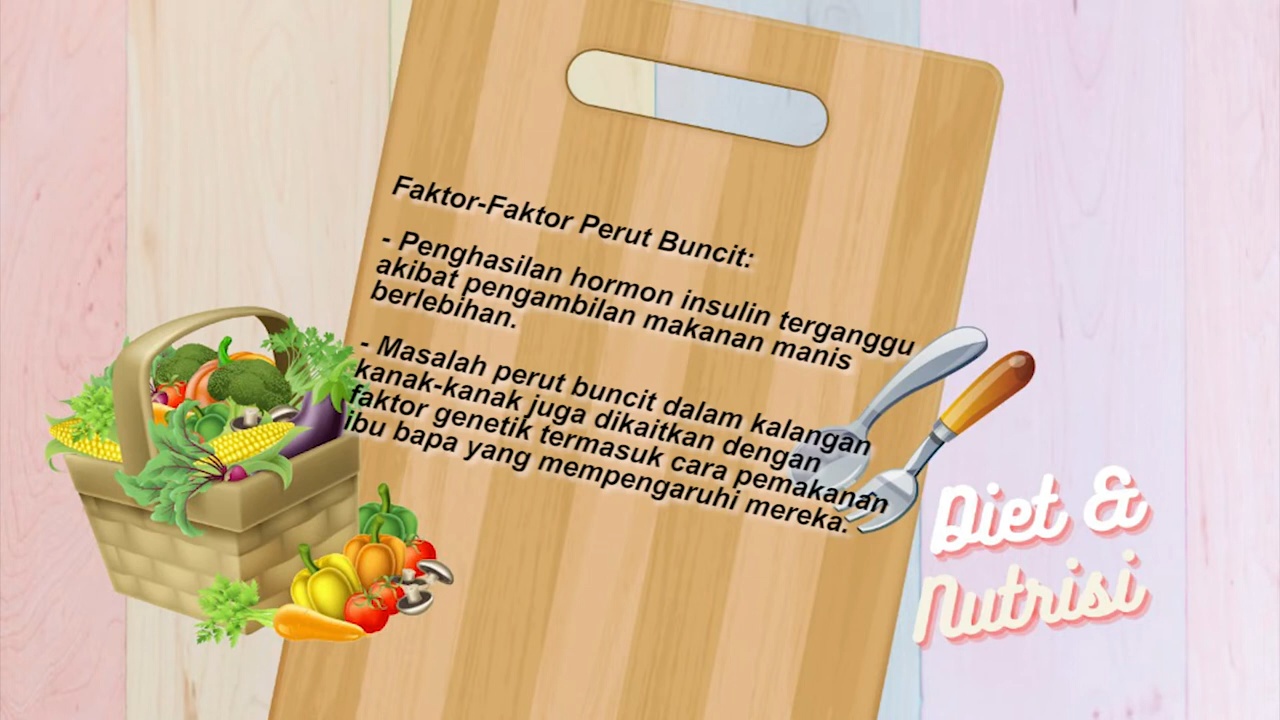 Faktor-Faktor Perut Buncit:
- Penghasilan hormon insulin terganggu
akibat pengambilan makanan manis
berlebihan.
- Masalah perut buncit dalam kalangan
kanak-kanak juga dikaitkan dengan
faktor genetik termasuk cara pemakanan
ibu bapa yang mempengaruhi mereka.
Diet &
Nutrisi